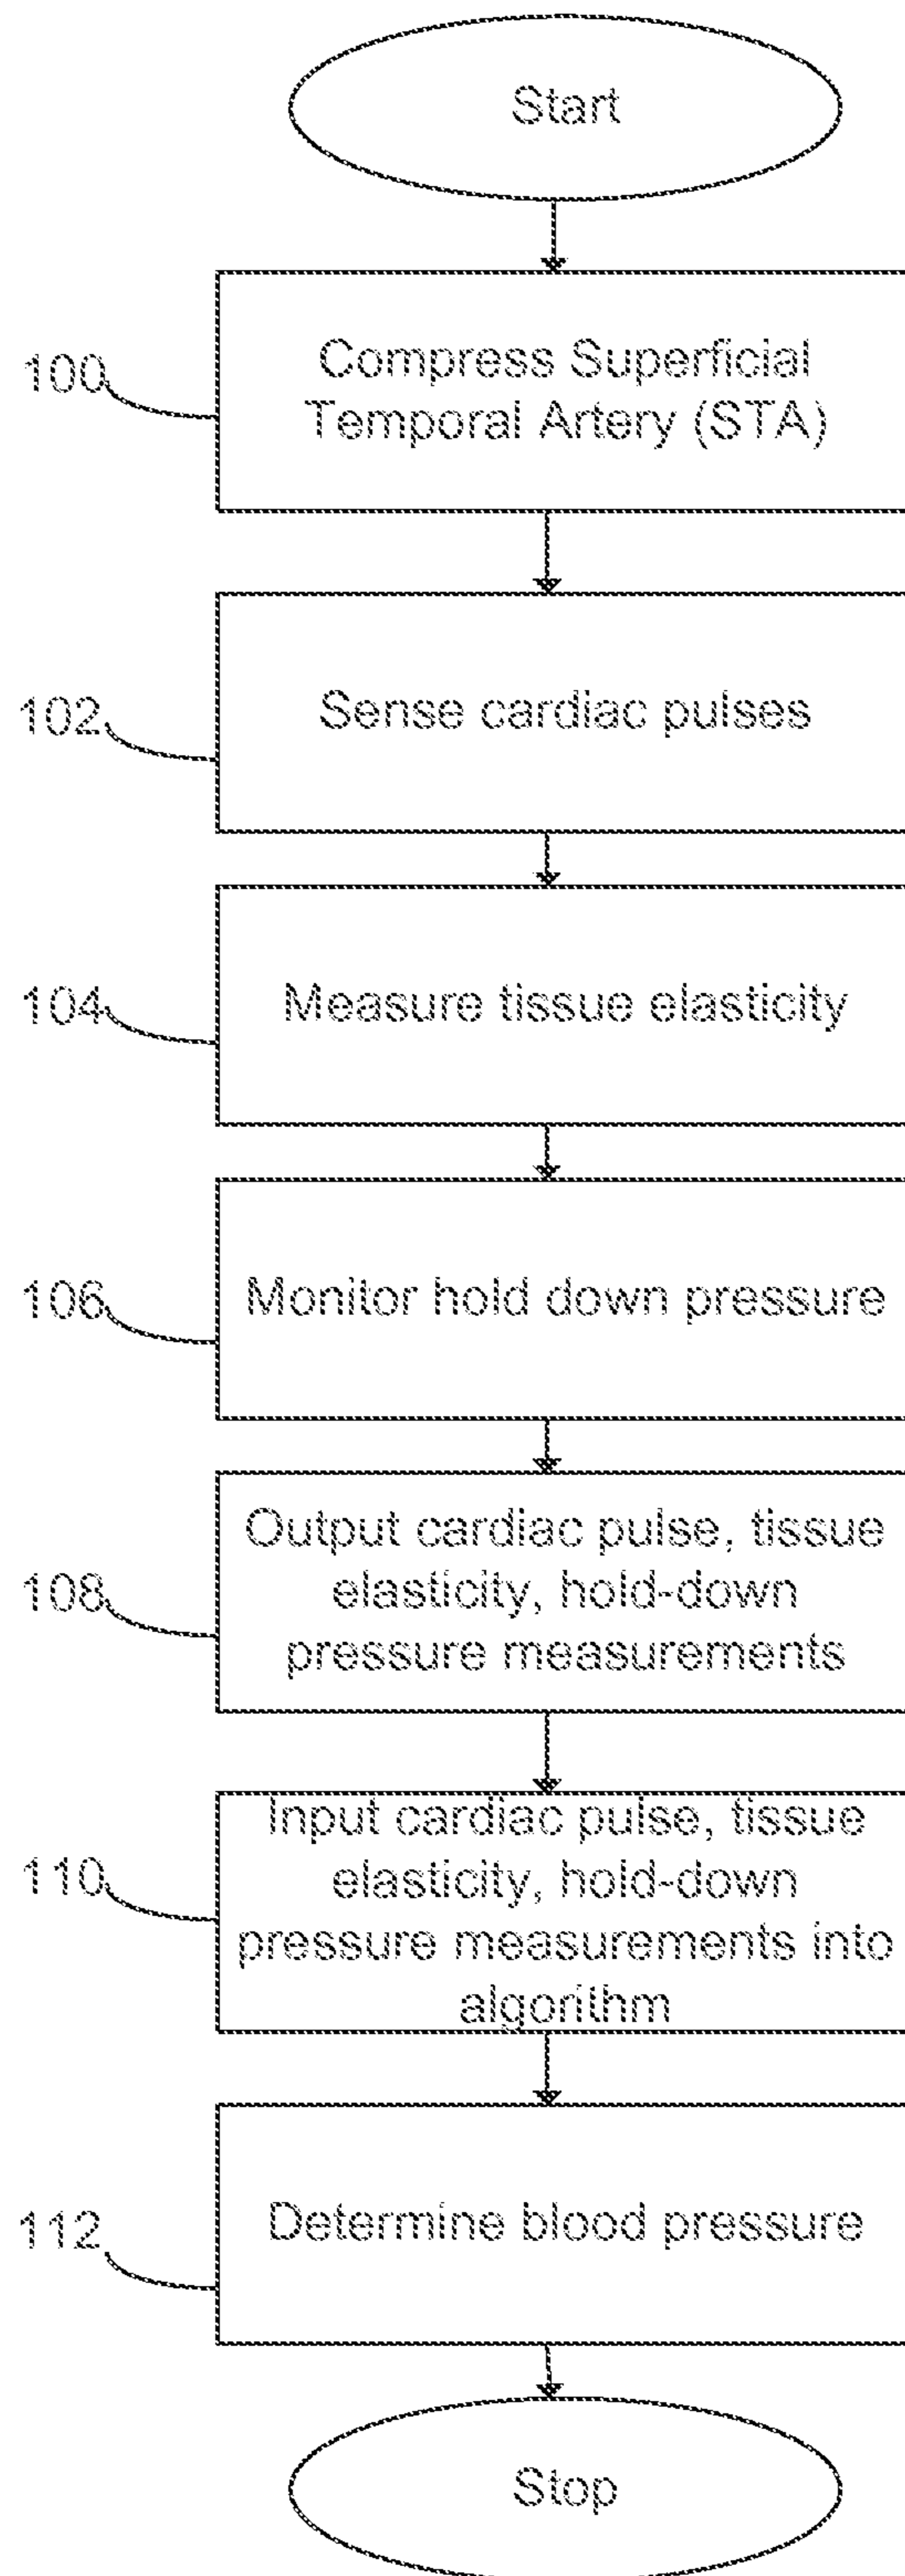 Start
100
Compress Superficial
Temporal Artery (STA)
102
Sense cardiac pulses
104
Measure tissue elasticity
106
Monitor hold down pressure
108
Output cardiac pulse, tissue
elasticity, hold-down
pressure measurements
110
Input cardiac pulse, tissue
elasticity, hold-down
pressure measurements into
algorithm
112
Determine blood pressure
Stop